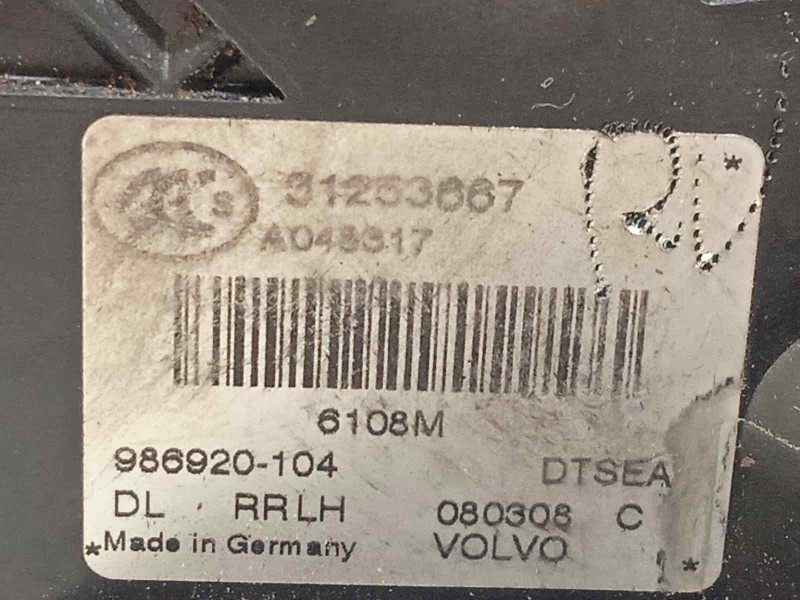 S 31253667
A048317
6108M
986920-104 DTSEA
DL RRLH 080308 C
*Made in Germany VOLVO *